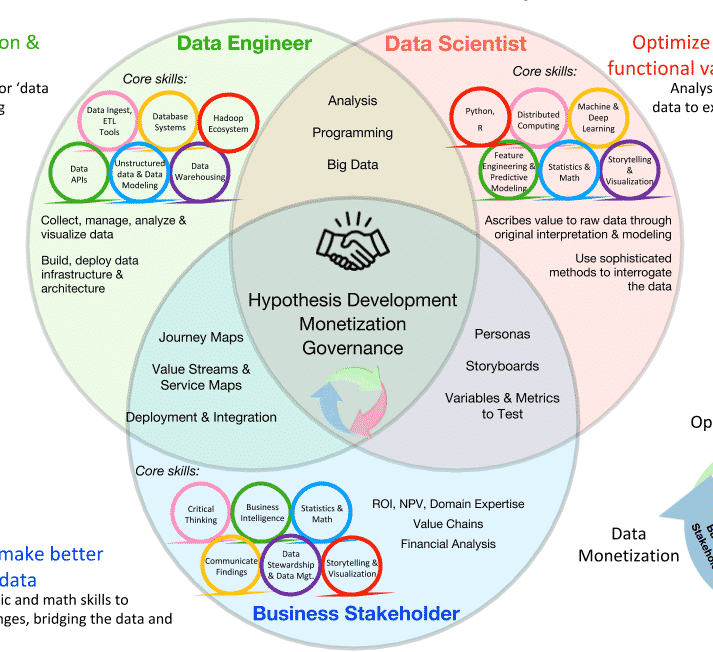 on &
or ‘data
g
Data Engineer
Core skills:
Data Ingest,
ETL
Tools
Database
Systems
Hadoop
Ecosystem
Data
APIs
Unstructured
data & Data
Modeling
Data
Warehousing
Collect, manage, analyze &
visualize data
Build, deploy data
infrastructure &
architecture
Analysis
Programming
Big Data
Data Scientist
Core skills:
Python,
R
Distributed
Computing
Machine &
Deep
Learning
Feature
Engineering &
Predictive
Modeling
Statistics &
Math
Storytelling
&
Visualization
Ascribes value to raw data through
original interpretation & modeling
Use sophisticated
methods to interrogate
the data
Optimize
functional va
Analys
data to ex
Hypothesis Development
Monetization
Governance
Journey Maps
Value Streams &
Service Maps
Deployment & Integration
Personas
Storyboards
Variables & Metrics
to Test
Core skills:
Critical
Thinking
Business
Intelligence
Statistics &
Math
Communicate
Findings
Data
Stewardship
& Data Mgt.
Storytelling &
Visualization
ROI, NPV, Domain Expertise
Value Chains
Financial Analysis
Business Stakeholder
make better
data
ic and math skills to
nges, bridging the data and
Op
Data
Monetization